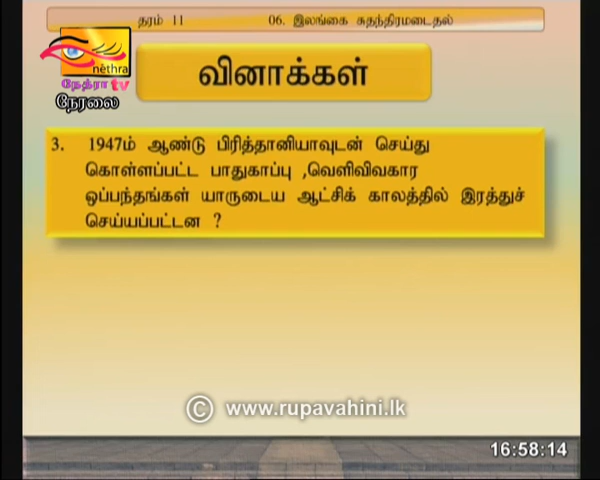 தரம் 11 06. இலங்கை சுதந்திரமடைதல்
nethra
நேத்ரா tv
நேரலை
வினாக்கள்
3. 1947ம் ஆண்டு பிரித்தானியாவுடன் செய்து
கொள்ளப்பட்ட பாதுகாப்பு ,வெளிவிவகார
ஒப்பந்தங்கள் யாருடைய ஆட்சிக் காலத்தில் இரத்துச்
செய்யப்பட்டன ?
© www.rupavahini.lk
16:58:14